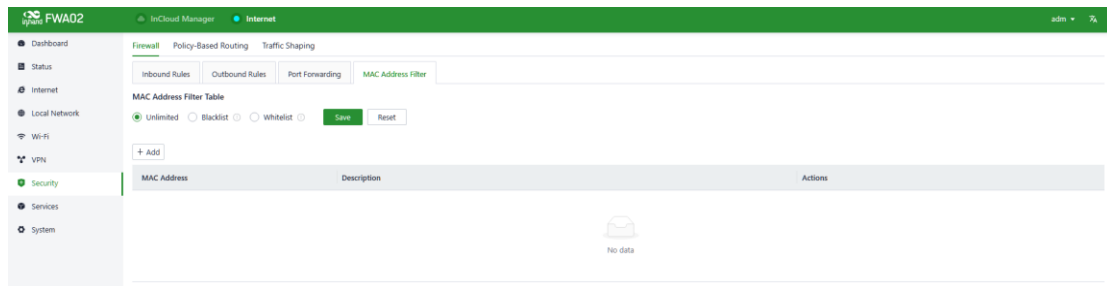 inhand FWA02
InCloud Manager Internet adm
Dashboard
Status
Internet
Local Network
Wi-Fi
VPN
Security
Services
System
Firewall Policy-Based Routing Traffic Shaping
Inbound Rules Outbound Rules Port Forwarding MAC Address Filter
MAC Address Filter Table
Unlimited Blacklist Whitelist Save Reset
+ Add
MAC Address Description Actions
No data